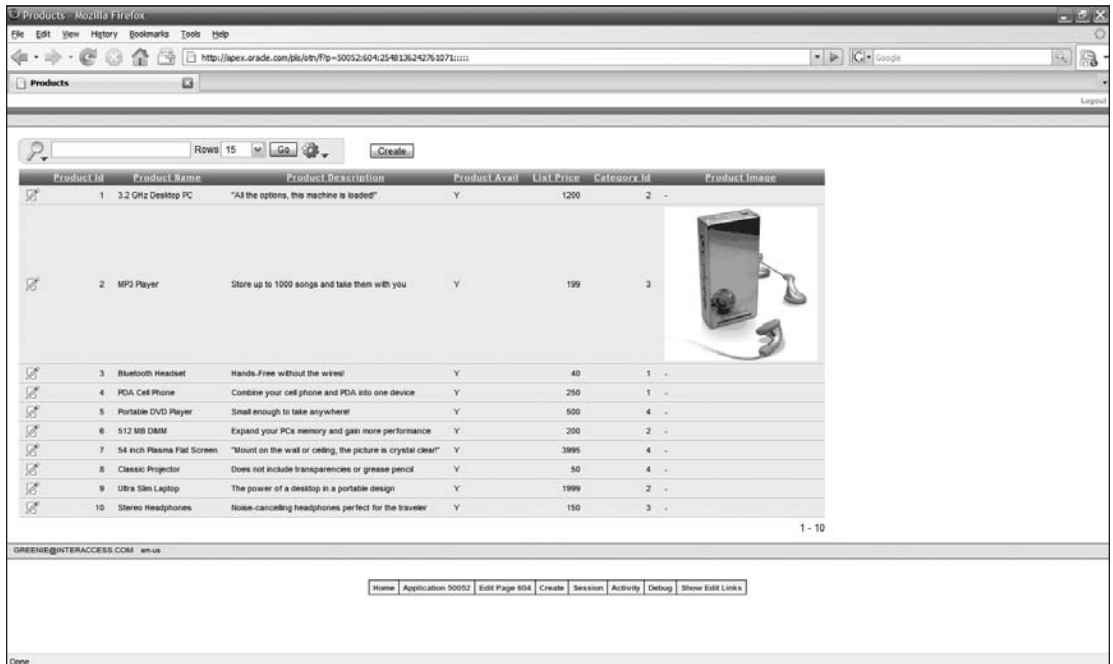 Products - Mozilla Firefox
File Edit View History Bookmarks Tools Help
http://apex.oracle.com/pls/otn/f?p=50052:604:2548136242761071:::::
Google
Products
Logout
Rows 15 Go Create
Product Id Product Name Product Description Product Avail List Price Category Id Product Image
1 3.2 GHz Desktop PC "All the options, this machine is loaded!" Y 1200 2 -
2 MP3 Player Store up to 1000 songs and take them with you Y 199 3
3 Bluetooth Headset Hands-Free without the wires! Y 40 1 -
4 PDA Cell Phone Combine your cell phone and PDA into one device Y 250 1 -
5 Portable DVD Player Small enough to take anywhere! Y 500 4 -
6 512 MB DIMM Expand your PCs memory and gain more performance Y 200 2 -
7 54 inch Plasma Flat Screen "Mount on the wall or ceiling, the picture is crystal clear!" Y 3995 4 -
8 Classic Projector Does not include transparencies or grease pencil Y 50 4 -
9 Ultra Slim Laptop The power of a desktop in a portable design Y 1999 2 -
10 Stereo Headphones Noise-cancelling headphones perfect for the traveler Y 150 3 -
1 - 10
GREENIE@INTERACCESS.COM en-us
Home Application 50052 Edit Page 604 Create Session Activity Debug Show Edit Links
Done